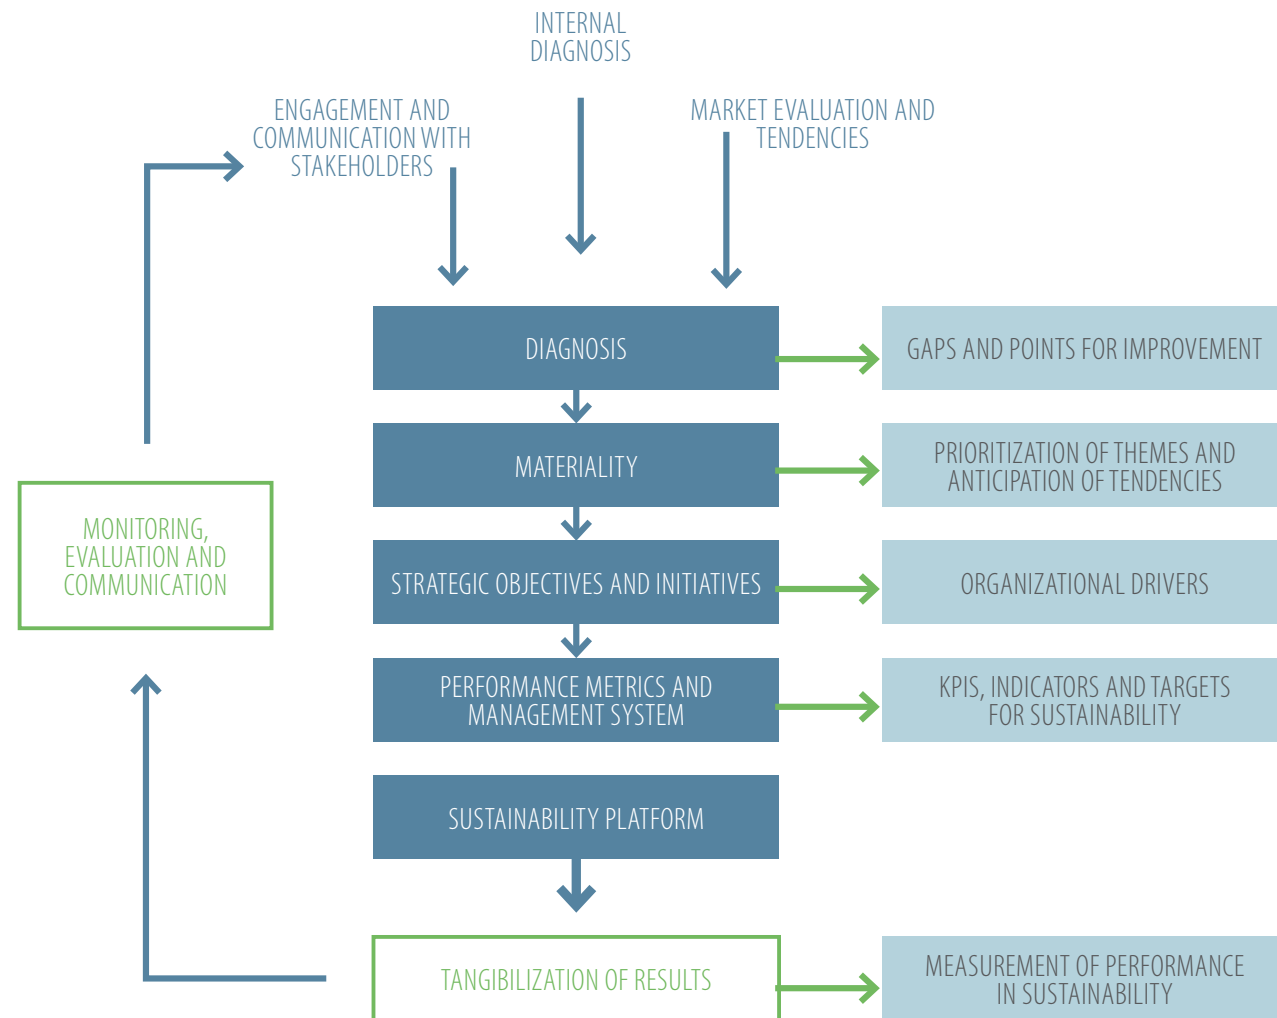 INTERNAL
DIAGNOSIS
ENGAGEMENT AND
COMMUNICATION WITH
STAKEHOLDERS
MARKET EVALUATION AND
TENDENCIES
DIAGNOSIS
GAPS AND POINTS FOR IMPROVEMENT
MATERIALITY
PRIORITIZATION OF THEMES AND
ANTICIPATION OF TENDENCIES
MONITORING,
EVALUATION AND
COMMUNICATION
STRATEGIC OBJECTIVES AND INITIATIVES
ORGANIZATIONAL DRIVERS
PERFORMANCE METRICS AND
MANAGEMENT SYSTEM
KPIS, INDICATORS AND TARGETS
FOR SUSTAINABILITY
SUSTAINABILITY PLATFORM
TANGIBILIZATION OF RESULTS
MEASUREMENT OF PERFORMANCE
IN SUSTAINABILITY